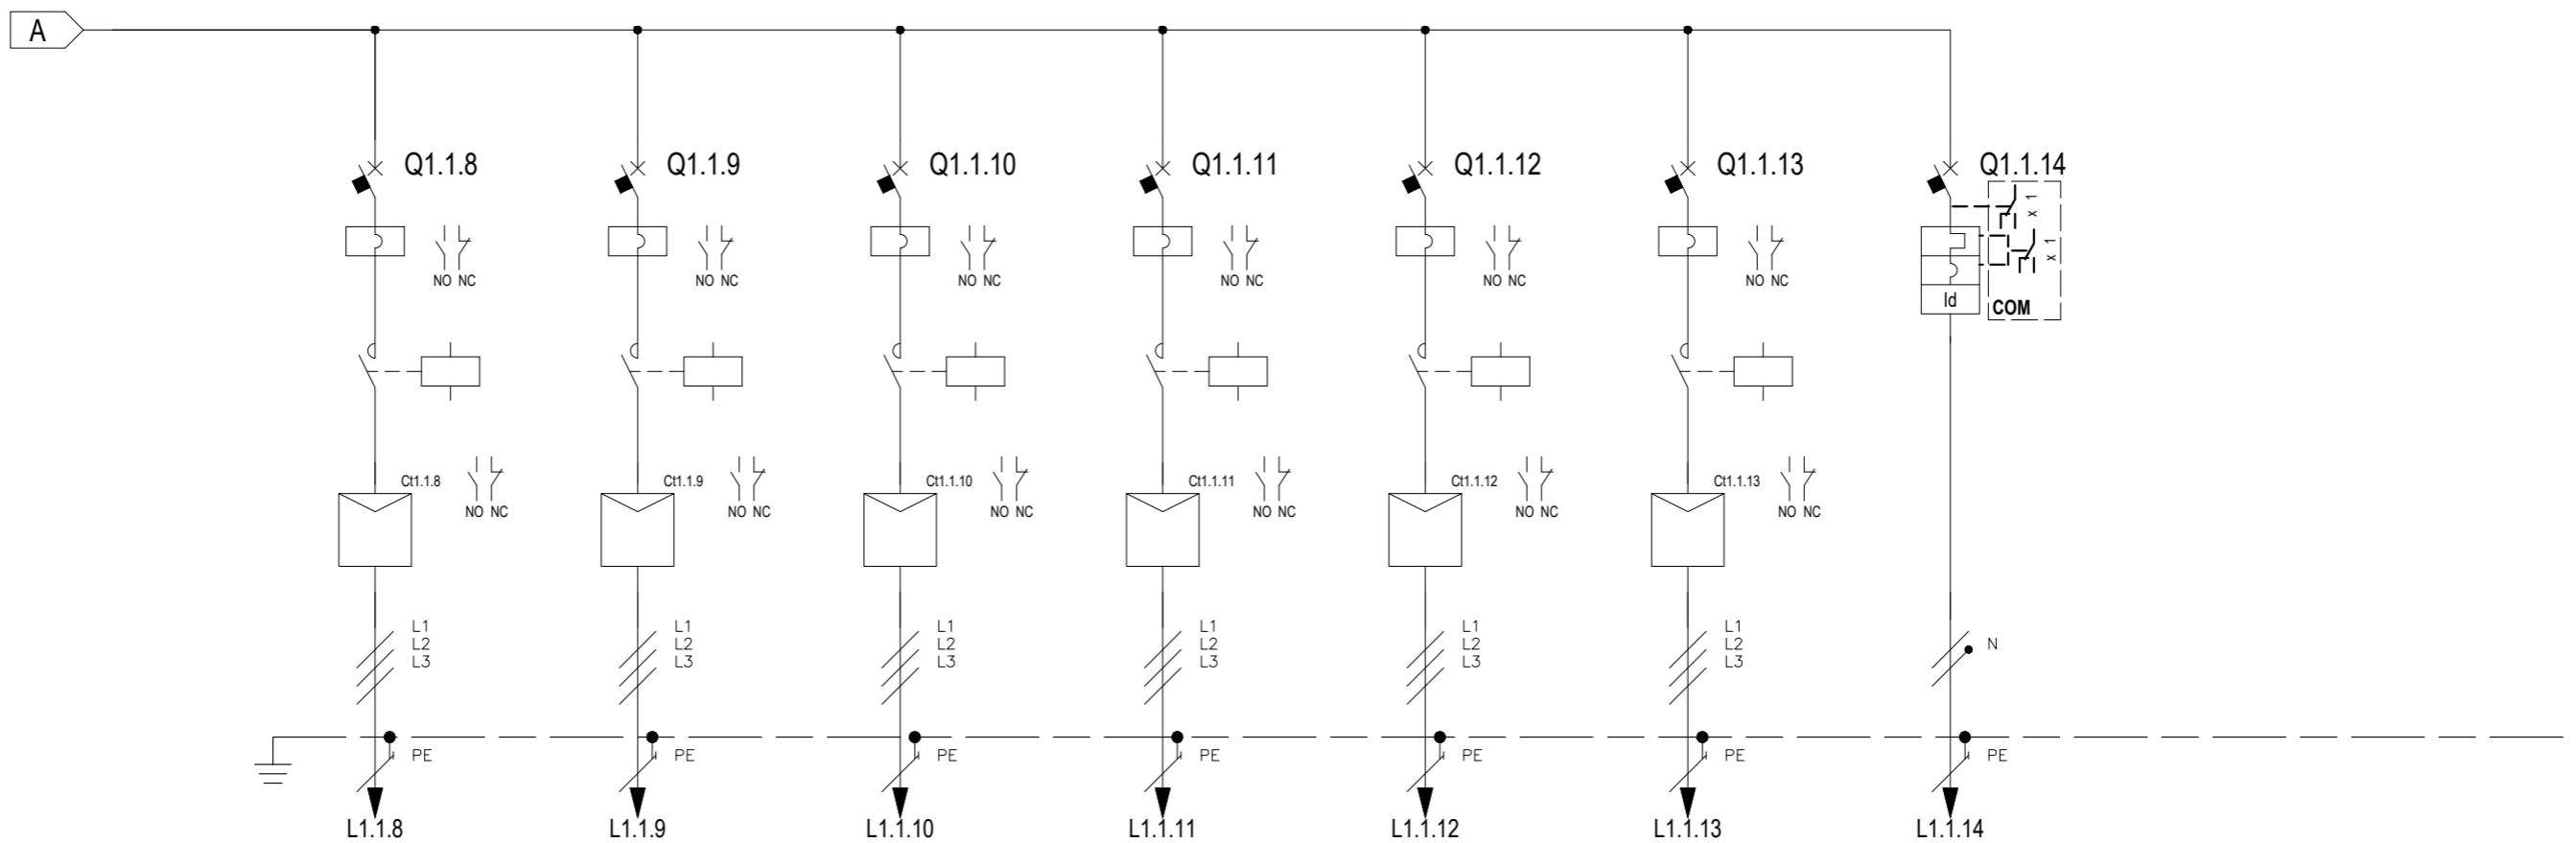 A
Q1.1.8 Q1.1.9 Q1.1.10 Q1.1.11 Q1.1.12 Q1.1.13 Q1.1.14
x 1
x 1
NO NC NO NC NO NC NO NC NO NC NO NC
Id COM
Ct1.1.8 Ct1.1.9 Ct1.1.10 Ct1.1.11 Ct1.1.12 Ct1.1.13
NO NC NO NC NO NC NO NC NO NC NO NC
L1 L1 L1 L1 L1 L1
L2 L2 L2 L2 L2 L2 N
L3 L3 L3 L3 L3 L3
PE PE PE PE PE PE PE
L1.1.8 L1.1.9 L1.1.10 L1.1.11 L1.1.12 L1.1.13 L1.1.14